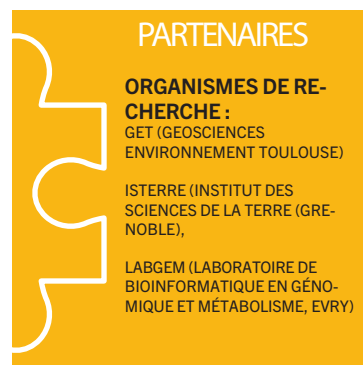 PARTENAIRES
ORGANISMES DE RE-
CHERCHE :
GET (GEOSCIENCES
ENVIRONNEMENT TOULOUSE)
ISTERRE (INSTITUT DES
SCIENCES DE LA TERRE (GRE-
NOBLE),
LABGEM (LABORATOIRE DE
BIOINFORMATIQUE EN GÉNO-
MIQUE ET MÉTABOLISME, EVRY)